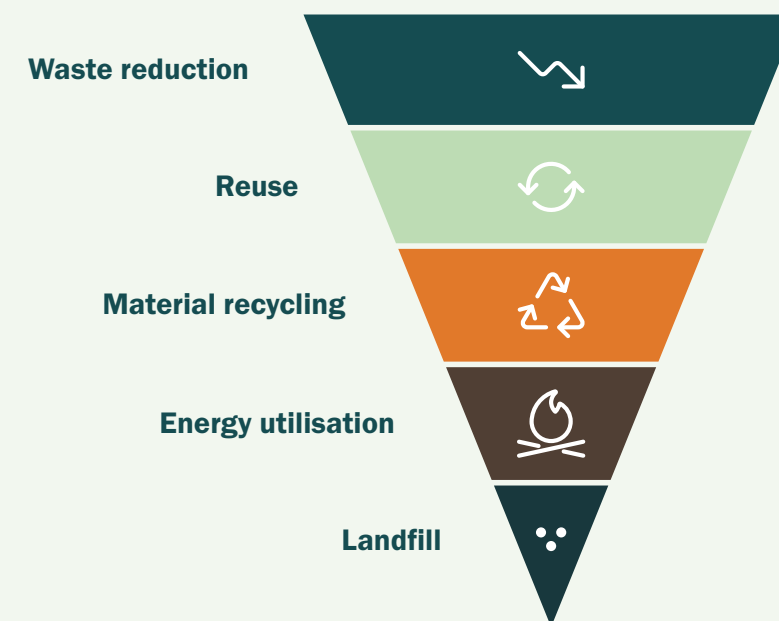 Waste reduction
Reuse
Material recycling
Energy utilisation
Landfill